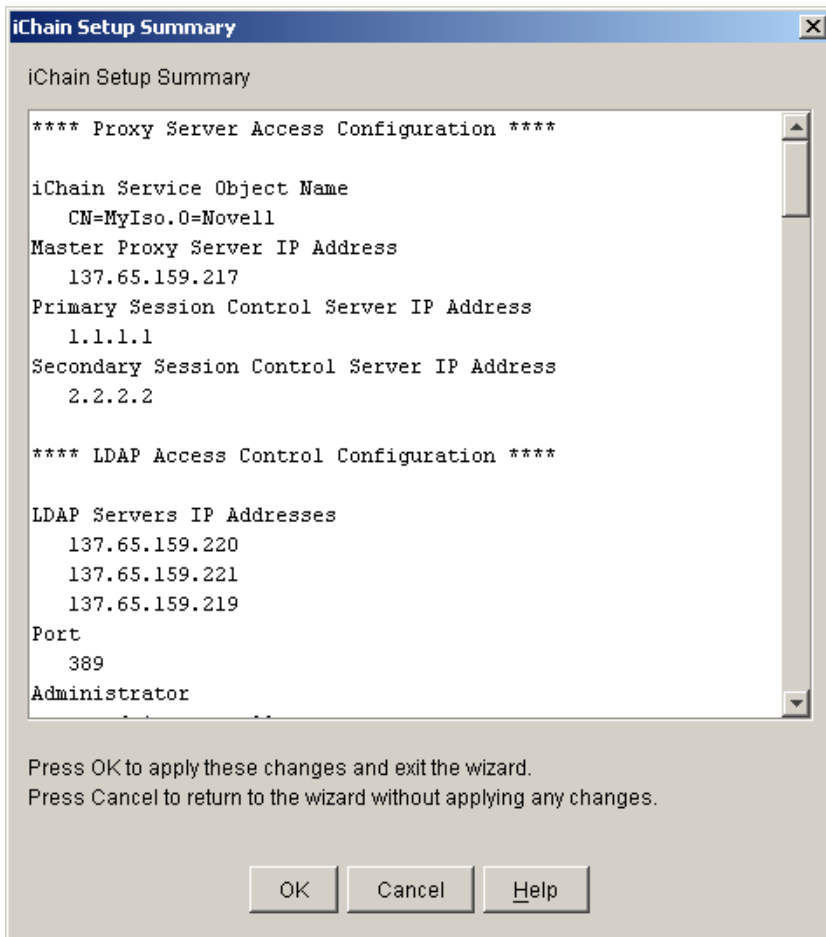 iChain Setup Summary
iChain Setup Summary
**** Proxy Server Access Configuration ****
iChain Service Object Name
CN=MyIso.O=Novell
Master Proxy Server IP Address
137.65.159.217
Primary Session Control Server IP Address
1.1.1.1
Secondary Session Control Server IP Address
2.2.2.2
**** LDAP Access Control Configuration ****
LDAP Servers IP Addresses
137.65.159.220
137.65.159.221
137.65.159.219
Port
389
Administrator
Press OK to apply these changes and exit the wizard.
Press Cancel to return to the wizard without applying any changes.
OK Cancel Help